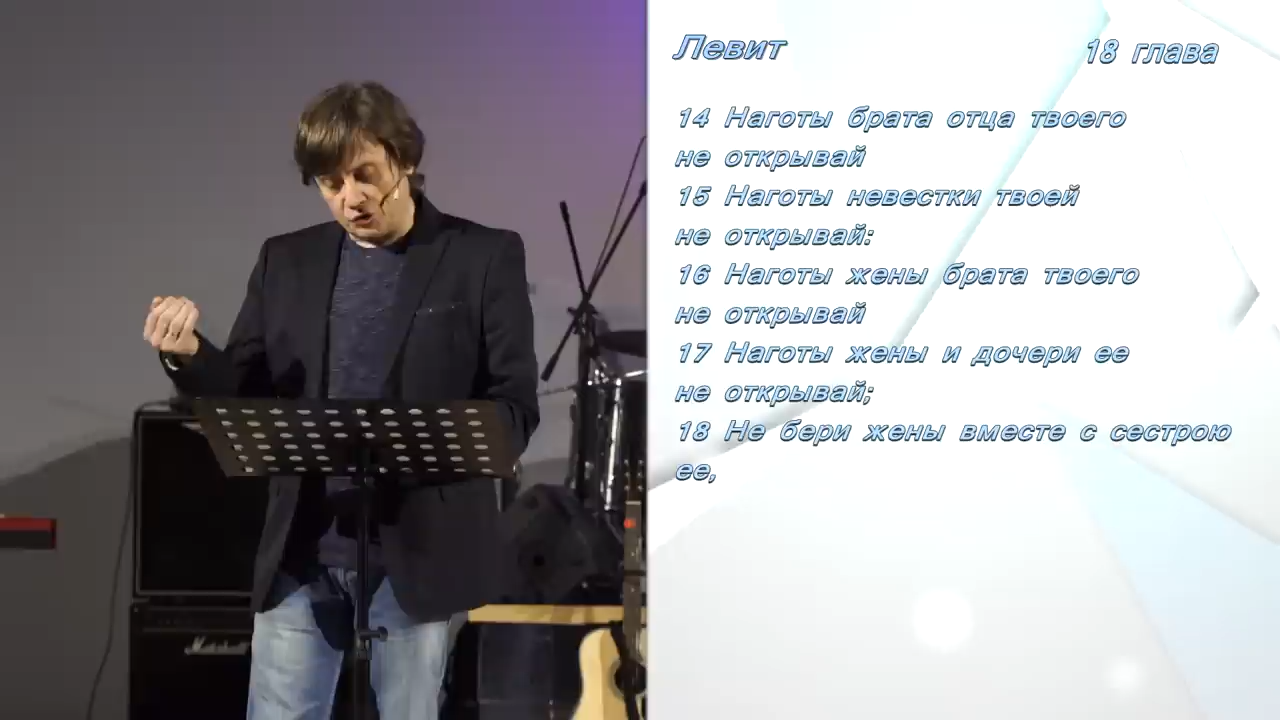 Левит
18 глава
14 Наготы брата отца твоего
не открывай
15 Наготы невестки твоей
не открывай:
16 Наготы жены брата твоего
не открывай
17 Наготы жены и дочери ее
не открывай;
18 Не бери жены вместе с сестрою
ее,
Marshall